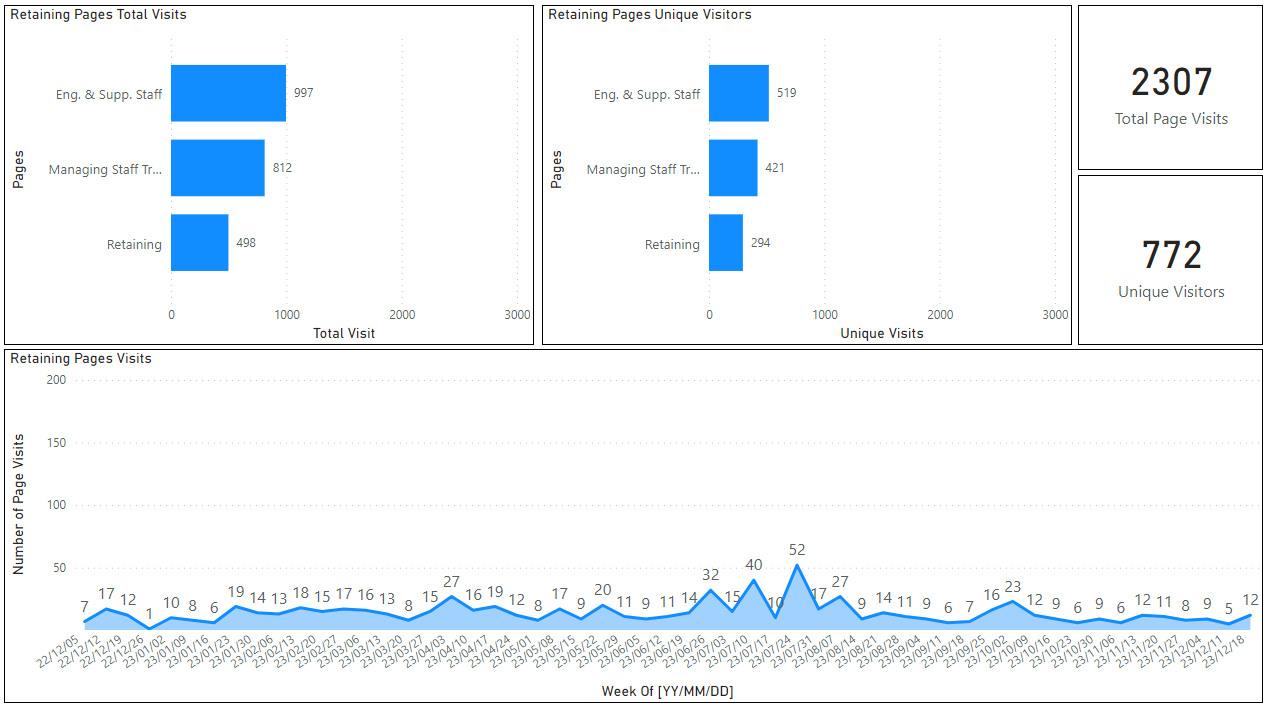 Retaining Pages Total Visits
Pages
Eng. & Supp. Staff 997
Managing Staff Tr... 812
Retaining 498
0 1000 2000 3000
Total Visit
Retaining Pages Unique Visitors
Pages
Eng. & Supp. Staff 519
Managing Staff Tr... 421
Retaining 294
0 1000 2000 3000
Unique Visits
2307
Total Page Visits
772
Unique Visitors
Retaining Pages Visits
Number of Page Visits
200
150
100
50
7 17 12 1 10 8 6 19 14 13 18 15 17 16 13 8 15 27 16 19 12 8 17 9 20 11 9 11 14 32 15 40 10 52 17 27 9 14 11 9 6 7 16 23 12 9 6 9 6 12 11 8 9 5 12
22/12/05 22/12/12 22/12/19 22/12/26 23/01/02 23/01/09 23/01/16 23/01/23 23/01/30 23/02/06 23/02/13 23/02/20 23/02/27 23/03/06 23/03/13 23/03/20 23/03/27 23/04/03 23/04/10 23/04/17 23/04/24 23/05/01 23/05/08 23/05/15 23/05/22 23/05/29 23/06/05 23/06/12 23/06/19 23/06/26 23/07/03 23/07/10 23/07/17 23/07/24 23/07/31 23/08/07 23/08/14 23/08/21 23/08/28 23/09/04 23/09/11 23/09/18 23/09/25 23/10/02 23/10/09 23/10/16 23/10/23 23/10/30 23/11/06 23/11/13 23/11/20 23/11/27 23/12/04 23/12/11 23/12/18
Week Of [YY/MM/DD]